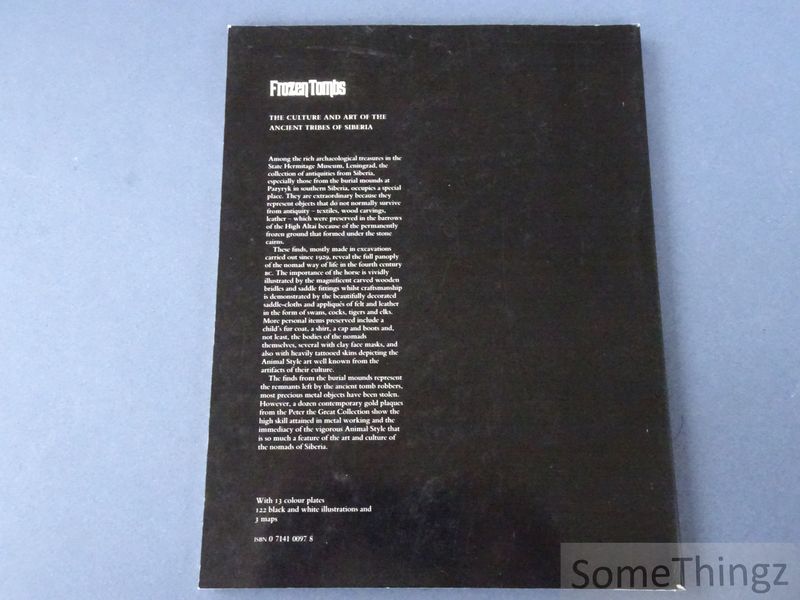 Frozen Tombs
THE CULTURE AND ART OF THE
ANCIENT TRIBES OF SIBERIA
Among the rich archaeological treasures in the
State Hermitage Museum, Leningrad, the
collection of antiquities from Siberia,
especially those from the burial mounds at
Pazyryk in southern Siberia, occupies a special
place. They are extraordinary because they
represent objects that do not normally survive
from antiquity – textiles, wood carvings,
leather – which were preserved in the barrows
of the High Altai because of the permanently
frozen ground that formed under the stone
cairns.
These finds, mostly made in excavations
carried out since 1929, reveal the full panoply
of the nomad way of life in the fourth century
BC. The importance of the horse is vividly
illustrated by the magnificent carved wooden
bridles and saddle fittings whilst craftsmanship
is demonstrated by the beautifully decorated
saddle-cloths and appliqués of felt and leather
in the form of swans, cocks, tigers and elks.
More personal items preserved include a
child's fur coat, a shirt, a cap and boots and,
not least, the bodies of the nomads
themselves, several with clay face masks, and
also with heavily tattooed skins depicting the
Animal Style art well known from the
artifacts of their culture.
The finds from the burial mounds represent
the remnants left by the ancient tomb robbers,
most precious metal objects have been stolen.
However, a dozen contemporary gold plaques
from the Peter the Great Collection show the
high skill attained in metal working and the
immediacy of the vigorous Animal Style that
is so much a feature of the art and culture of
the nomads of Siberia.
With 13 colour plates
122 black and white illustrations and
3 maps
ISBN 0 7141 0097 8
SomeThingz